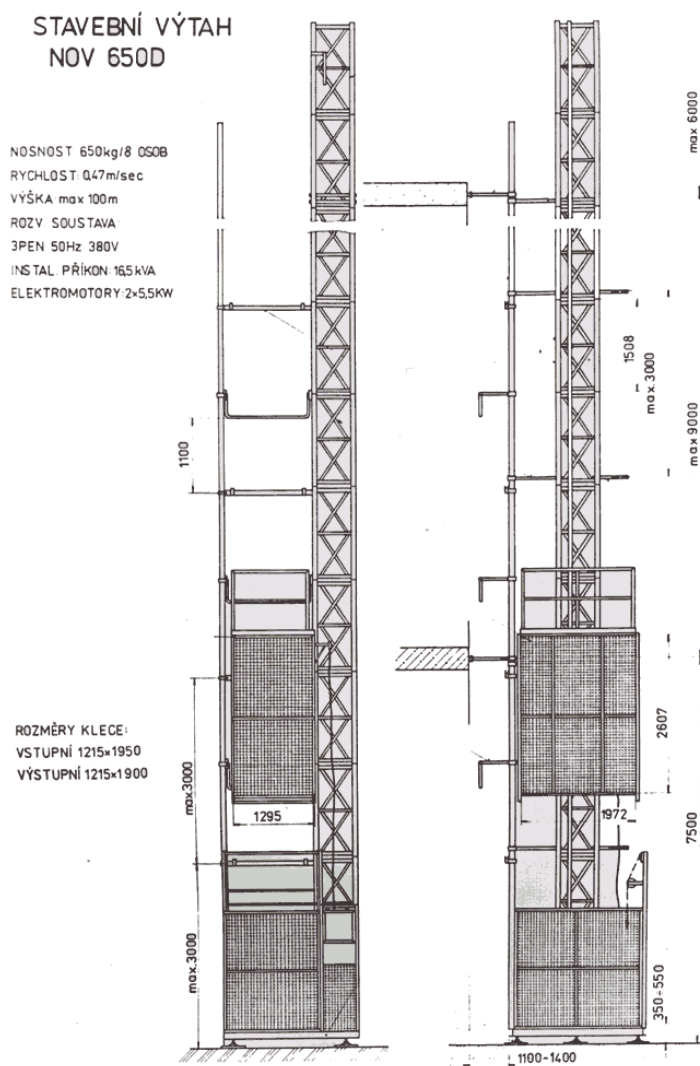 STAVEBNÍ VÝTAH
NOV 650D
NOSNOST 650kg/8 OSOB
RYCHLOST: 0,47m/sec
VÝŠKA max 100m
ROZV SOUSTAVA
3PEN 50Hz 380V
INSTAL. PŘÍKON: 16,5 kVA
ELEKTROMOTORY: 2×5,5KW
max 6000
1508
max.3000
max 9000
1100
ROZMĚRY KLECE:
VSTUPNÍ 1215×1950
VÝSTUPNÍ 1215×1900
max.3000
1295
2607
1972
7500
max.3000
350-550
1100-1400